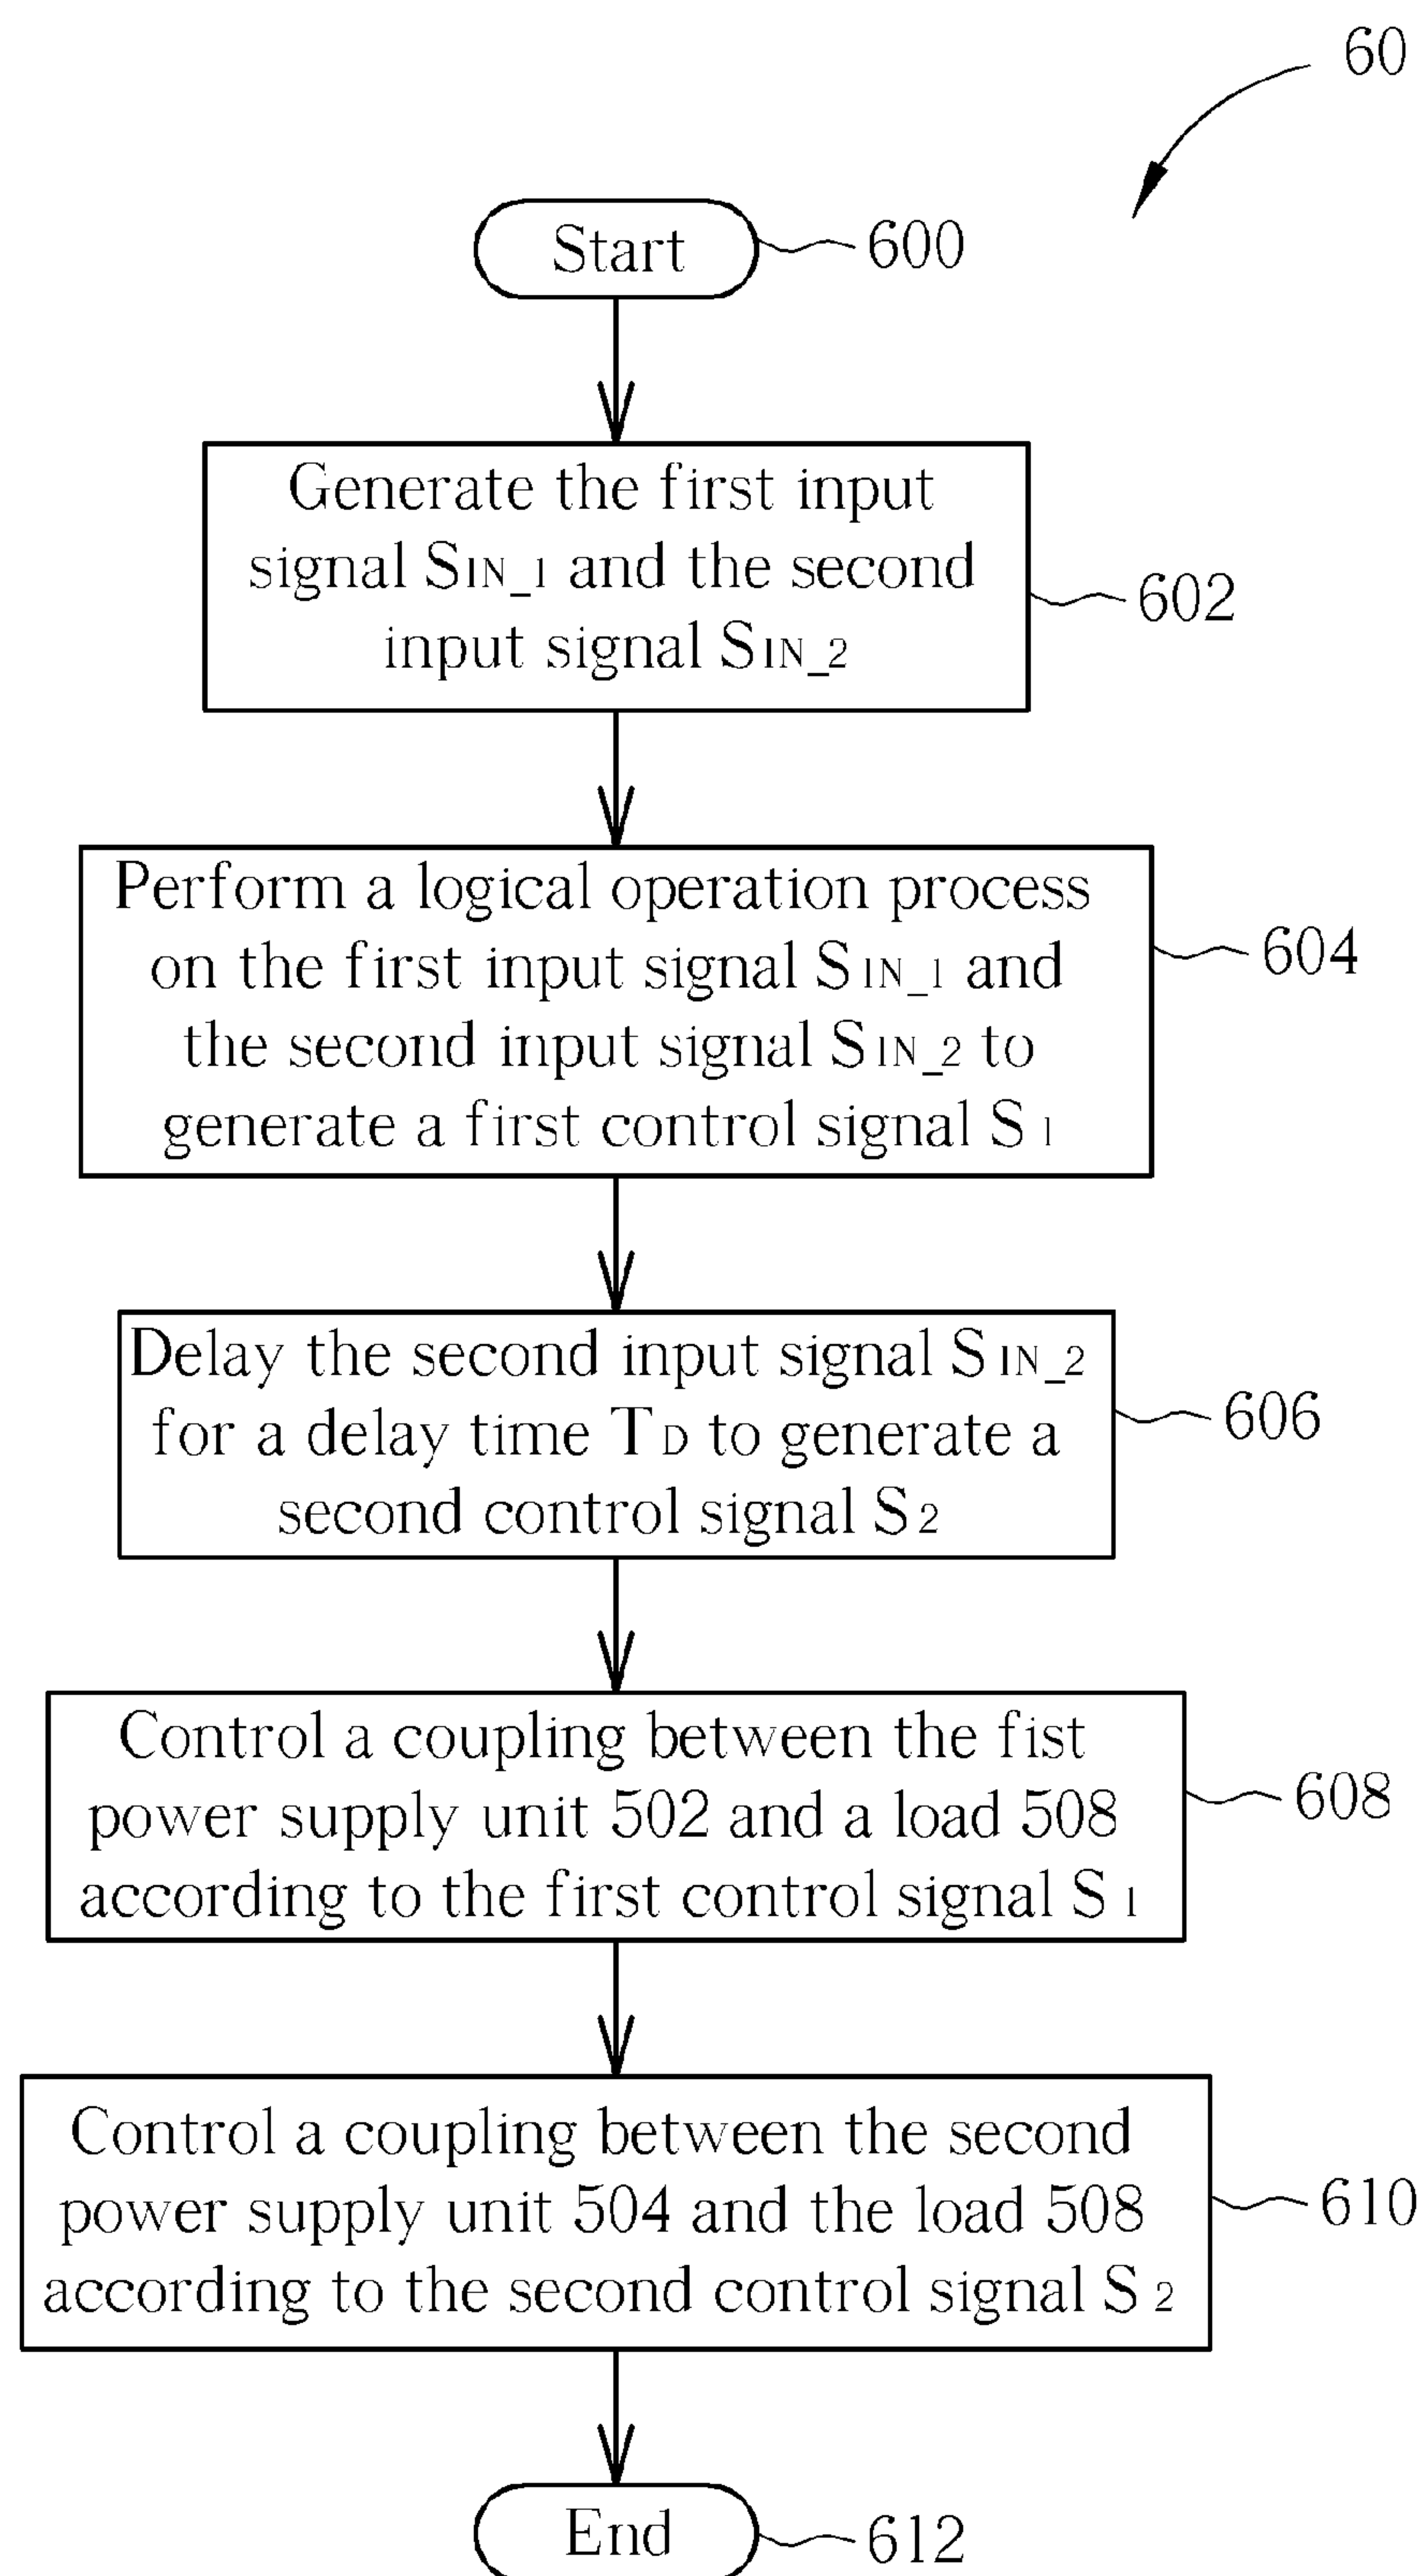 60
Start
600
Generate the first input
signal SIN_1 and the second
input signal SIN_2
602
Perform a logical operation process
on the first input signal SIN_1 and
the second input signal SIN_2 to
generate a first control signal S1
604
Delay the second input signal SIN_2
for a delay time TD to generate a
second control signal S2
606
Control a coupling between the fist
power supply unit 502 and a load 508
according to the first control signal S1
608
Control a coupling between the second
power supply unit 504 and the load 508
according to the second control signal S2
610
End
612